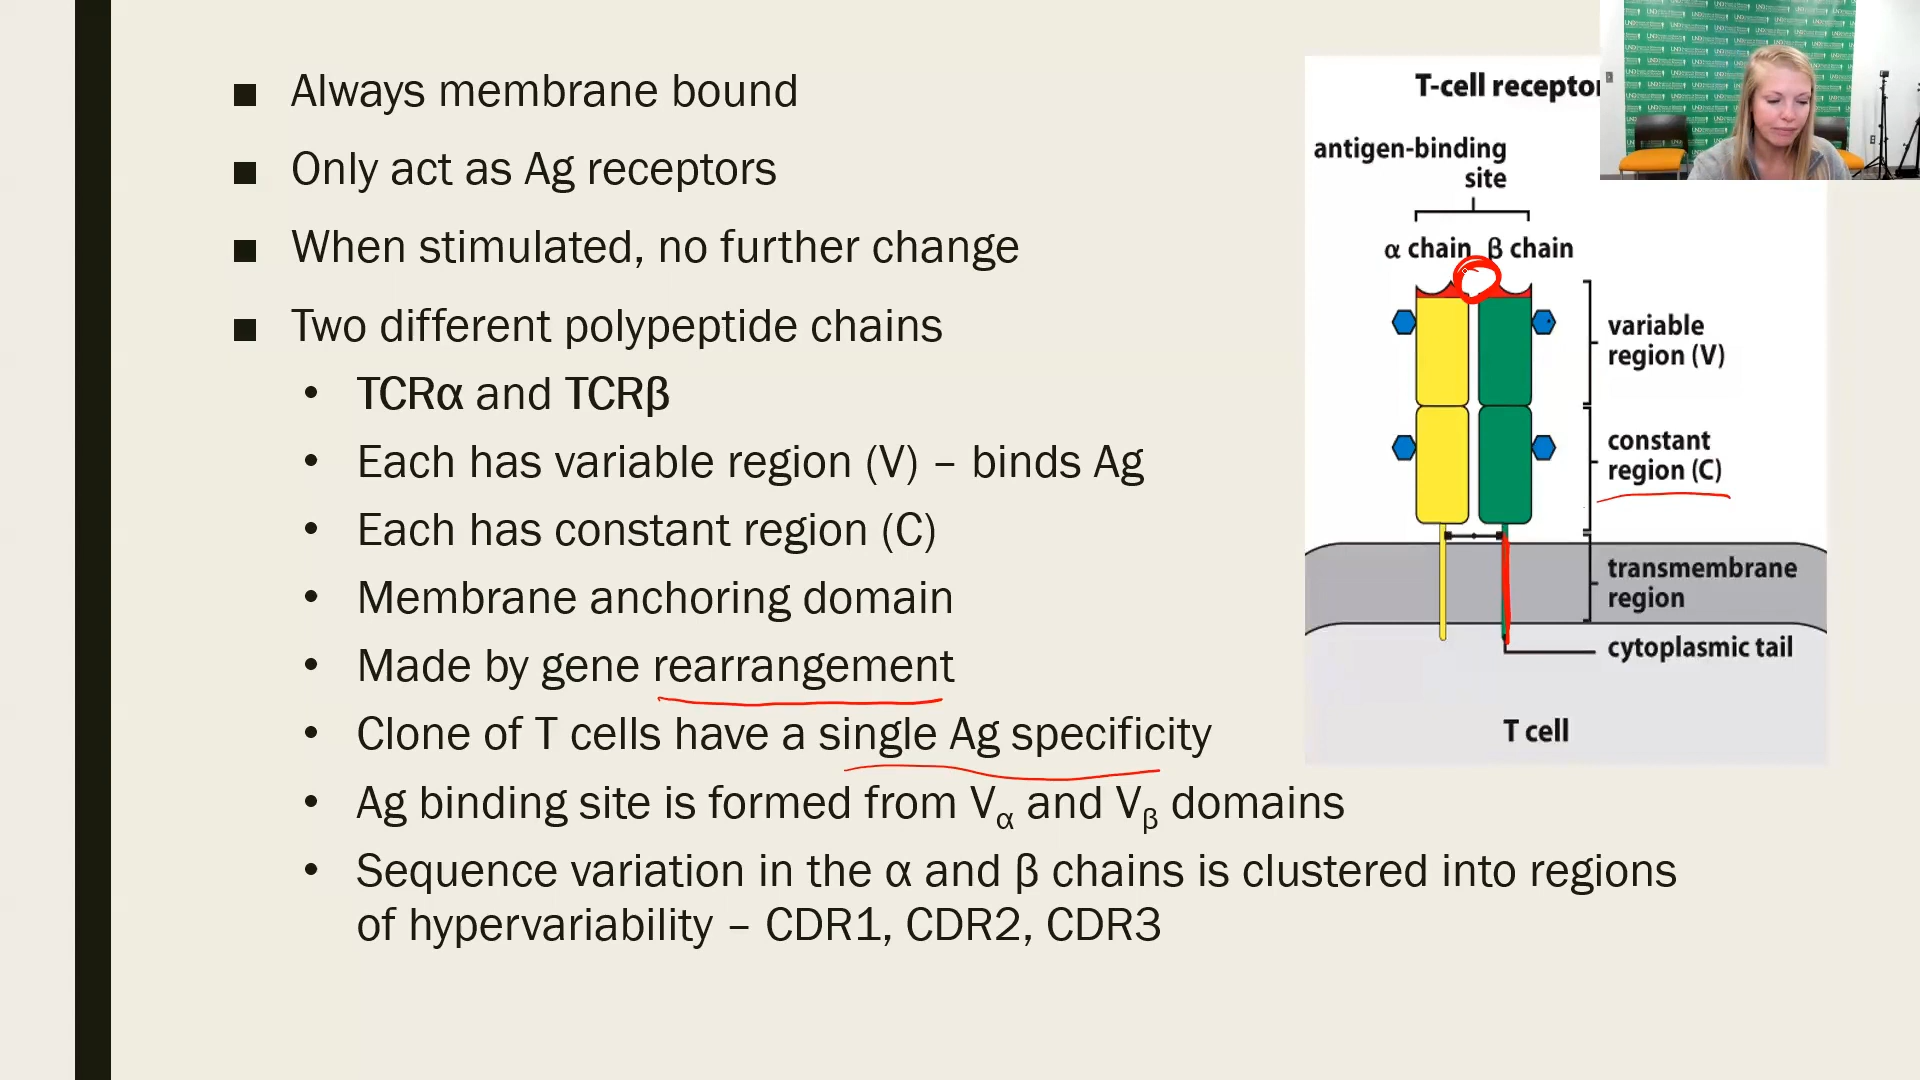 Always membrane bound
Only act as Ag receptors
When stimulated, no further change
Two different polypeptide chains
TCRα and TCRβ
Each has variable region (V) – binds Ag
Each has constant region (C)
Membrane anchoring domain
Made by gene rearrangement
Clone of T cells have a single Ag specificity
Ag binding site is formed from Vα and Vβ domains
Sequence variation in the α and β chains is clustered into regions
of hypervariability – CDR1, CDR2, CDR3
T-cell recepto
antigen-binding
site
α chain β chain
variable
region (V)
constant
region (C)
transmembrane
region
cytoplasmic tail
T cell